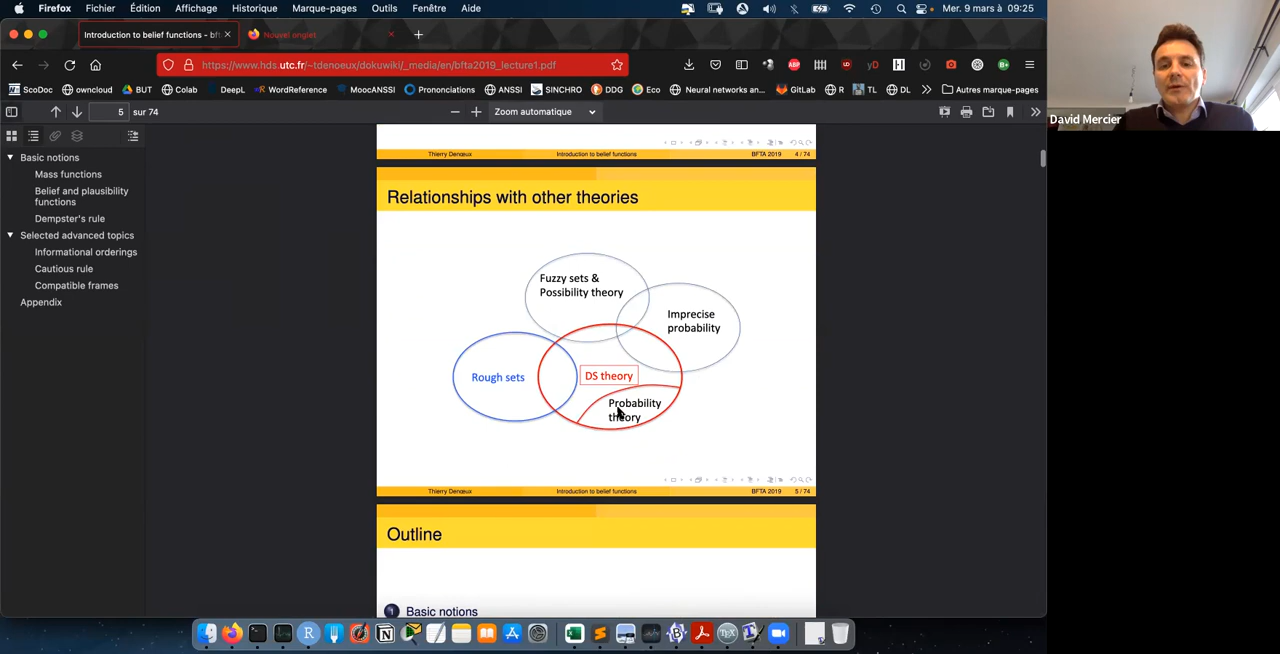 Firefox Fichier Édition Affichage Historique Marque-pages Outils Fenêtre Aide Mer. 9 mars à 09:25
Introduction to belief functions - bft Nouvel onglet
https://www.hds.utc.fr/~tdenoeux/dokuwiki/_media/en/bfta2019_lecture1.pdf
ScoDoc owncloud BUT Colab DeepL WordReference MoocANSSI Prononciations ANSSI SINCHRO DDG Eco Neural networks an... GitLab R TL DL Autres marque-pages
5 sur 74 Zoom automatique
Basic notions
Mass functions
Belief and plausibility
functions
Dempster's rule
Selected advanced topics
Informational orderings
Cautious rule
Compatible frames
Appendix
Thierry Denœux Introduction to belief functions BFTA 2019 4 / 74
Relationships with other theories
Fuzzy sets &
Possibility theory
Imprecise
probability
Rough sets
DS theory
Probability
theory
Thierry Denœux Introduction to belief functions BFTA 2019 5 / 74
Outline
1 Basic notions
David Mercier